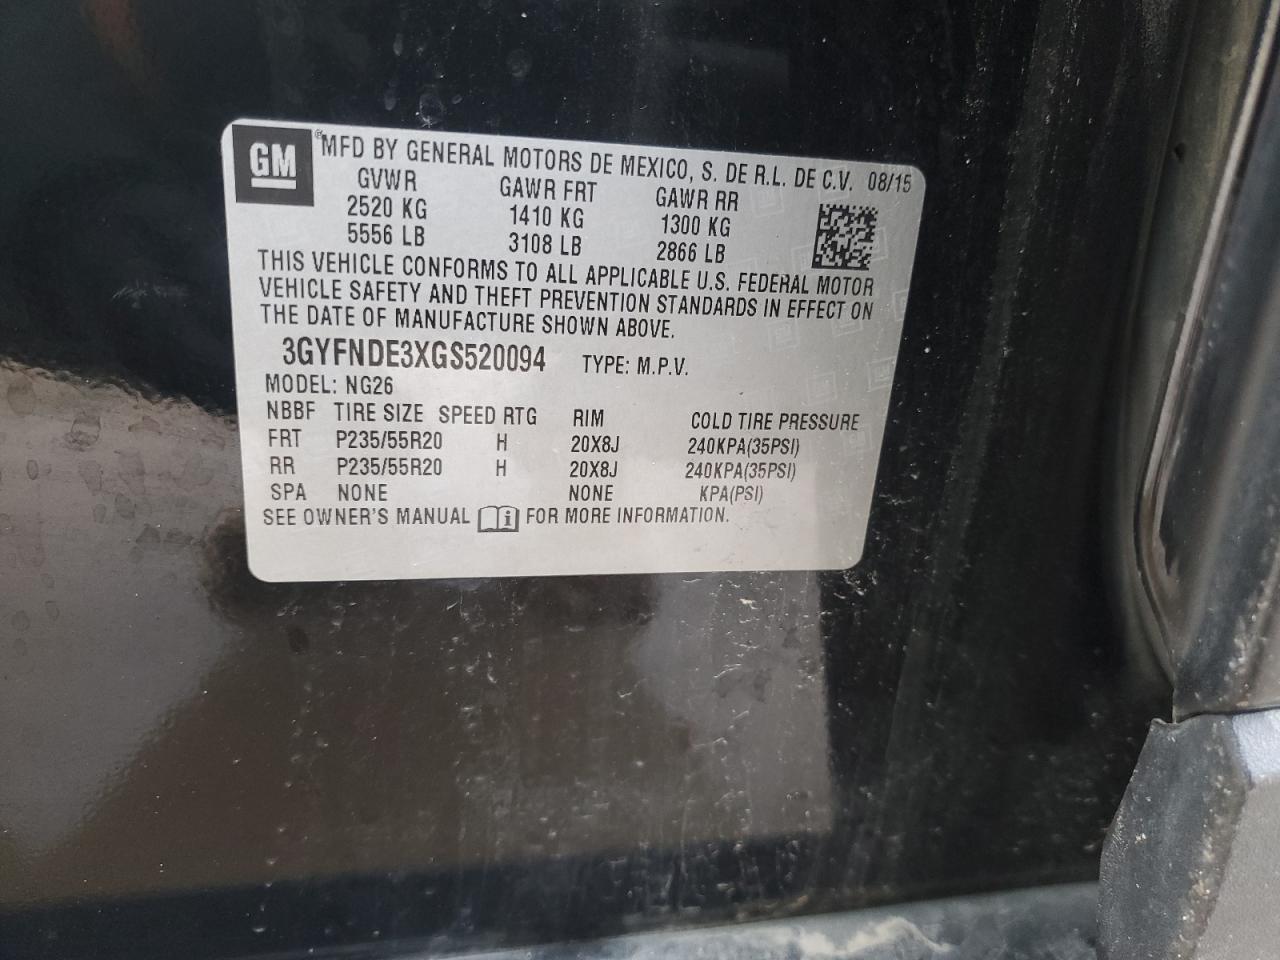 GM ® MFD BY GENERAL MOTORS DE MEXICO, S. DE R.L. DE C.V. 08/15
GVWR GAWR FRT GAWR RR
2520 KG 1410 KG 1300 KG
5556 LB 3108 LB 2866 LB
THIS VEHICLE CONFORMS TO ALL APPLICABLE U.S. FEDERAL MOTOR
VEHICLE SAFETY AND THEFT PREVENTION STANDARDS IN EFFECT ON
THE DATE OF MANUFACTURE SHOWN ABOVE.
3GYFNDE3XGS520094 TYPE: M.P.V.
MODEL: NG26
NBBF TIRE SIZE SPEED RTG RIM COLD TIRE PRESSURE
FRT P235/55R20 H 20X8J 240KPA(35PSI)
RR P235/55R20 H 20X8J 240KPA(35PSI)
SPA NONE NONE KPA(PSI)
SEE OWNER'S MANUAL i FOR MORE INFORMATION.